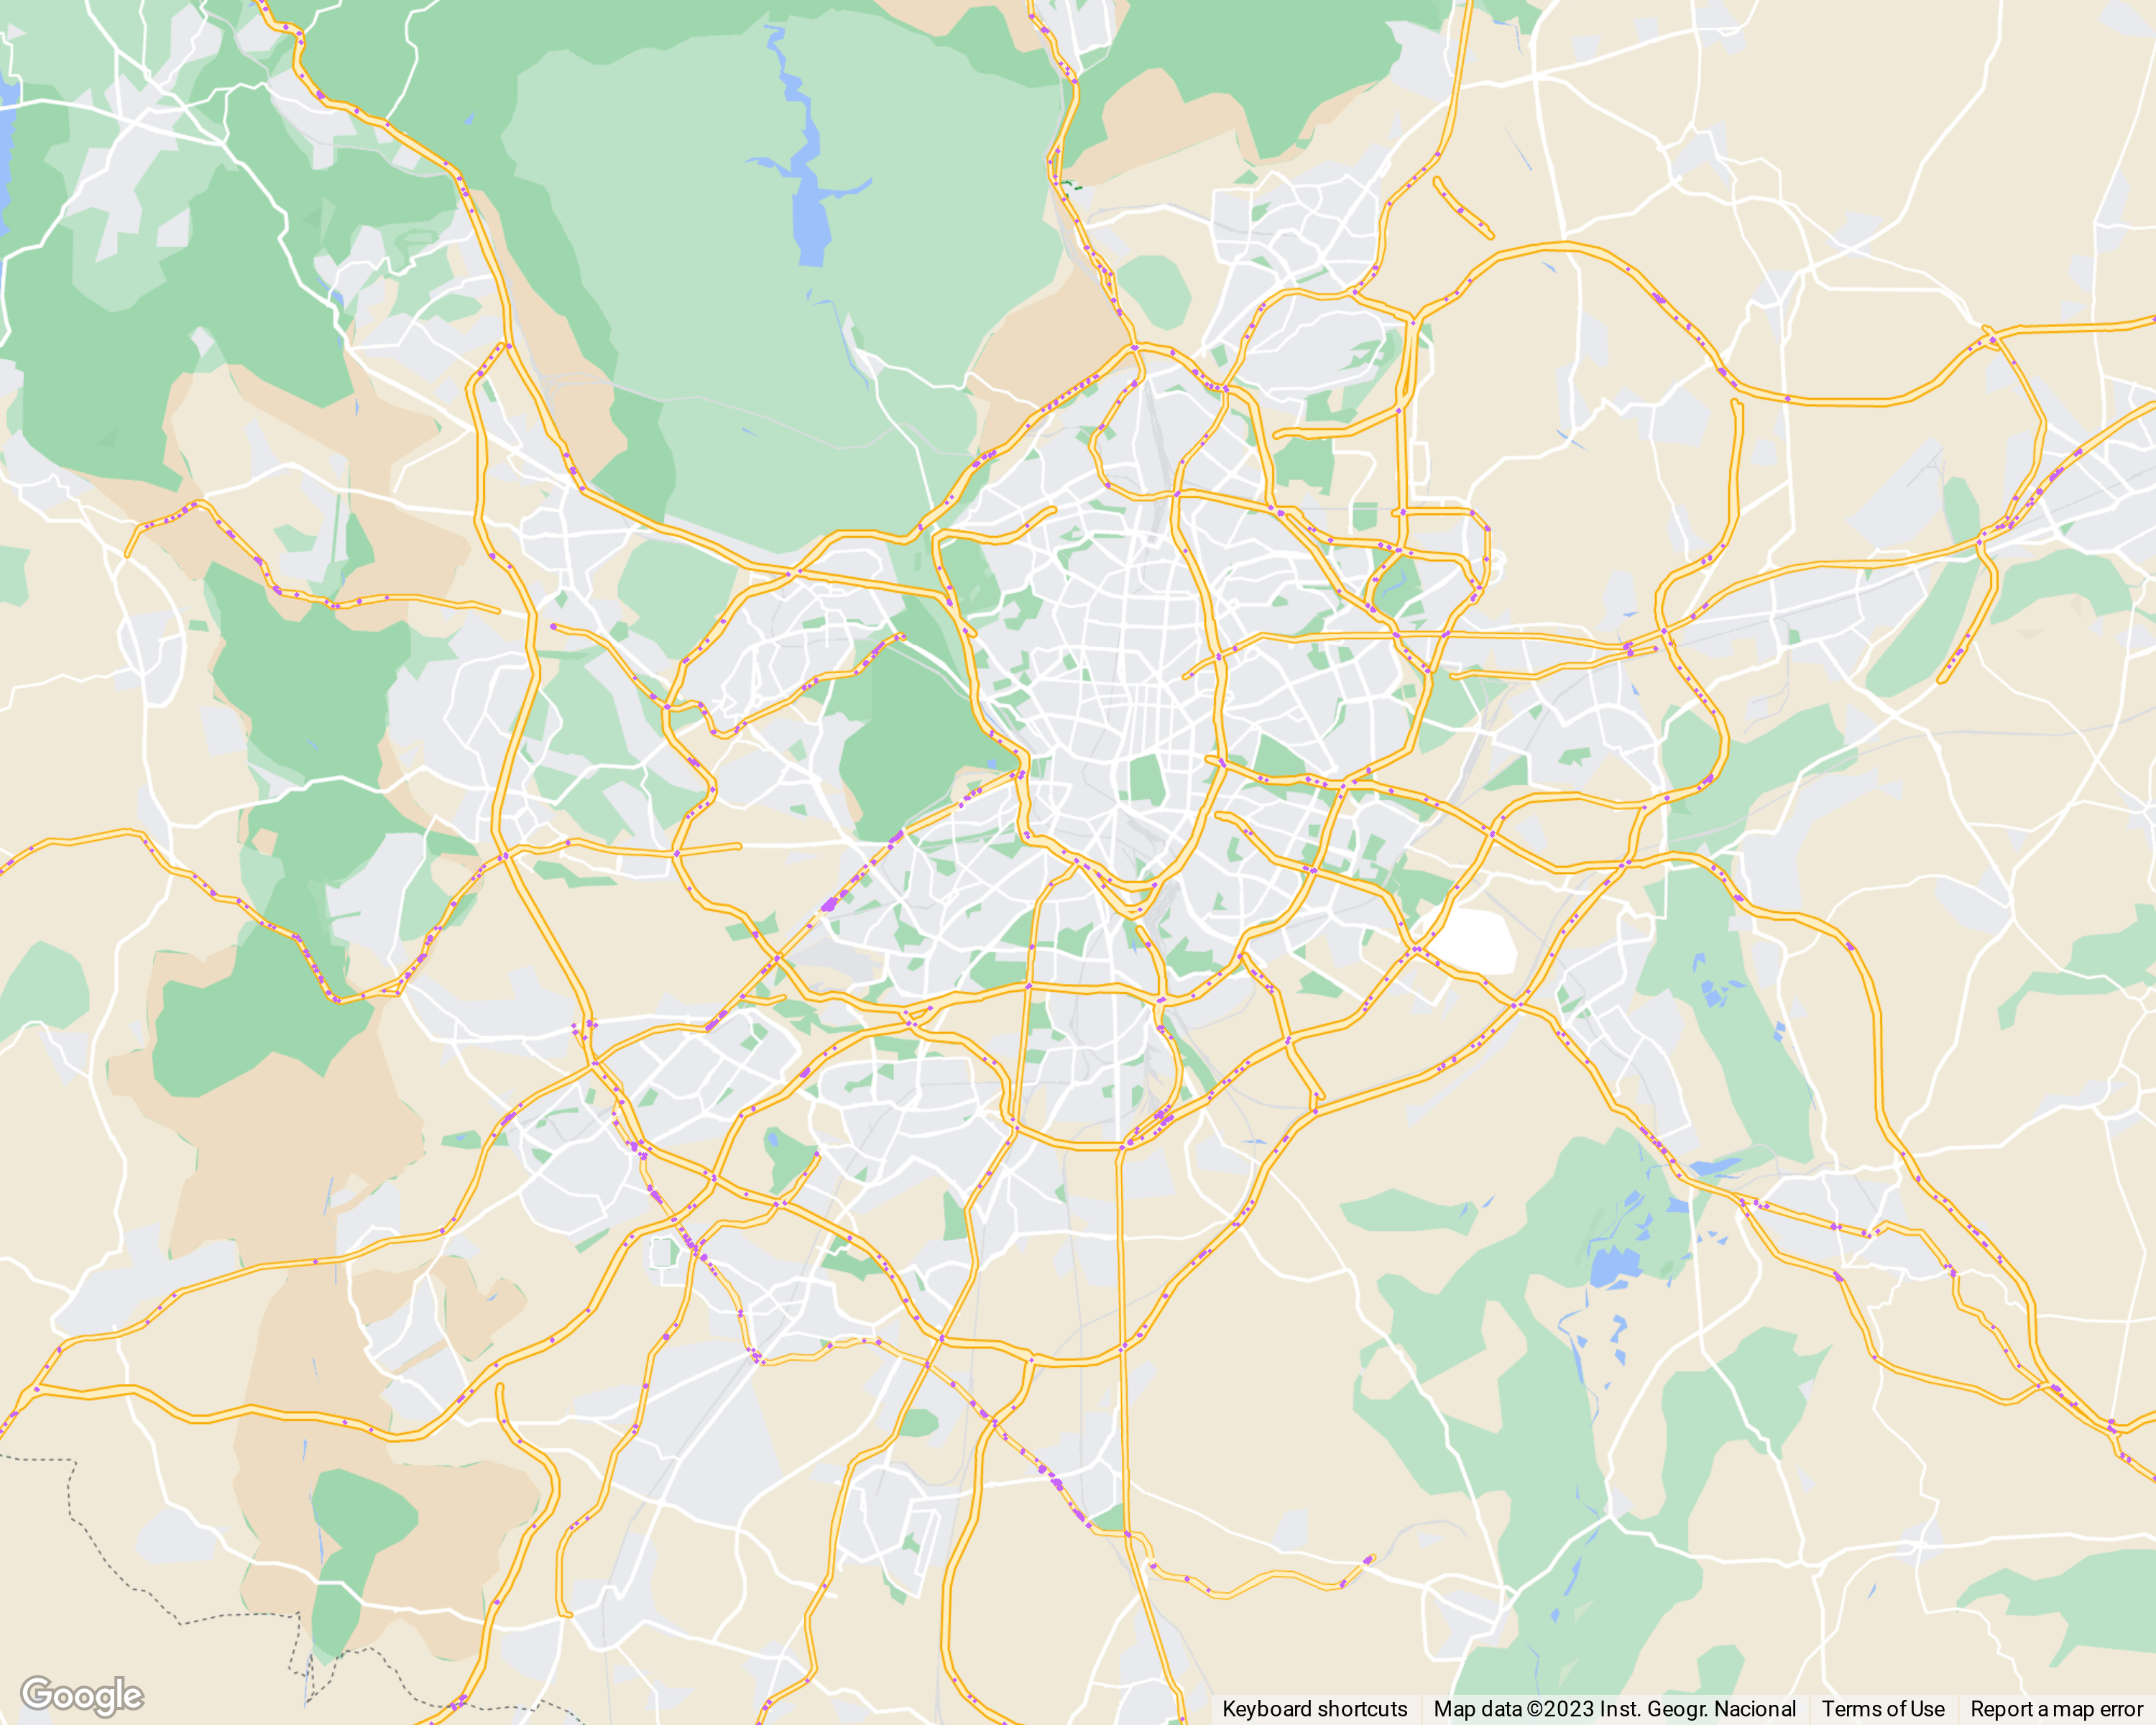 Google
Keyboard shortcuts
Map data ©2023 Inst. Geogr. Nacional
Terms of Use
Report a map error